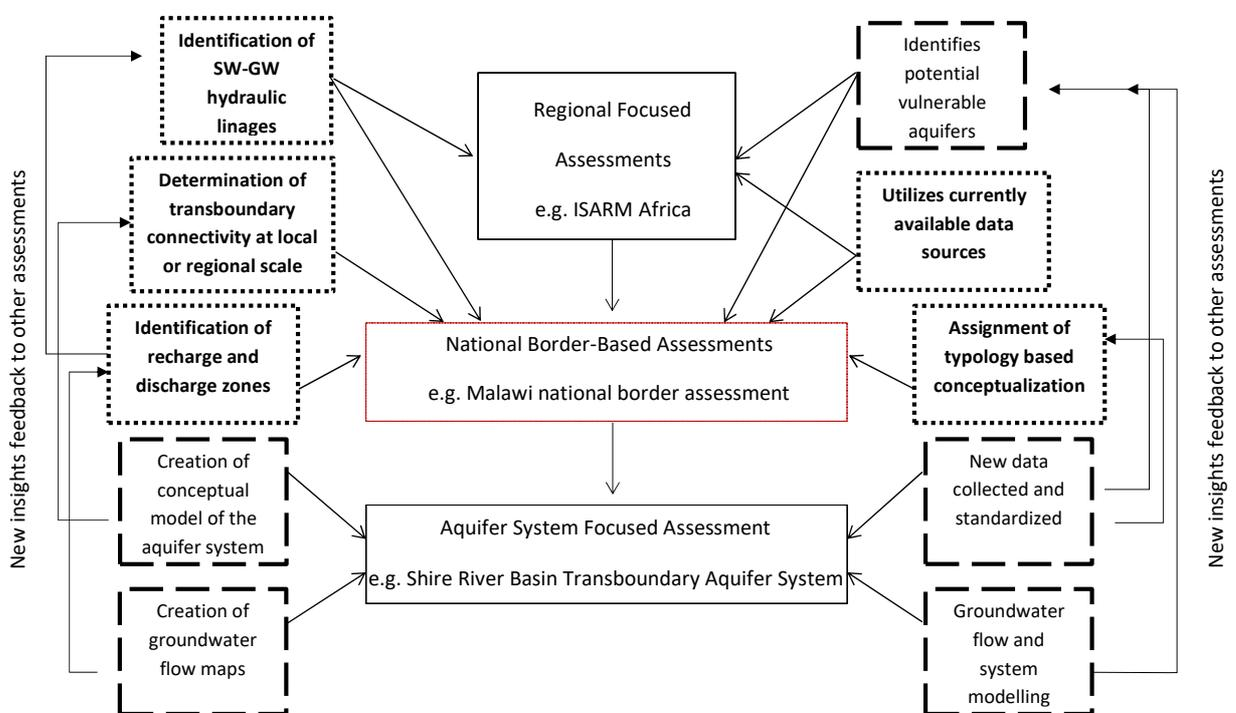 Identification of
SW-GW
hydraulic
linages
Determination of
transboundary
connectivity at local
or regional scale
Identification of
recharge and
discharge zones
Creation of
conceptual
model of the
aquifer system
Creation of
groundwater
flow maps
New insights feedback to other assessments
Regional Focused
Assessments
e.g. ISARM Africa
National Border-Based Assessments
e.g. Malawi national border assessment
Aquifer System Focused Assessment
e.g. Shire River Basin Transboundary Aquifer System
Identifies
potential
vulnerable
aquifers
Utilizes currently
available data
sources
Assignment of
typology based
conceptualization
New data
collected and
standardized
Groundwater
flow and
system
modelling
New insights feedback to other assessments